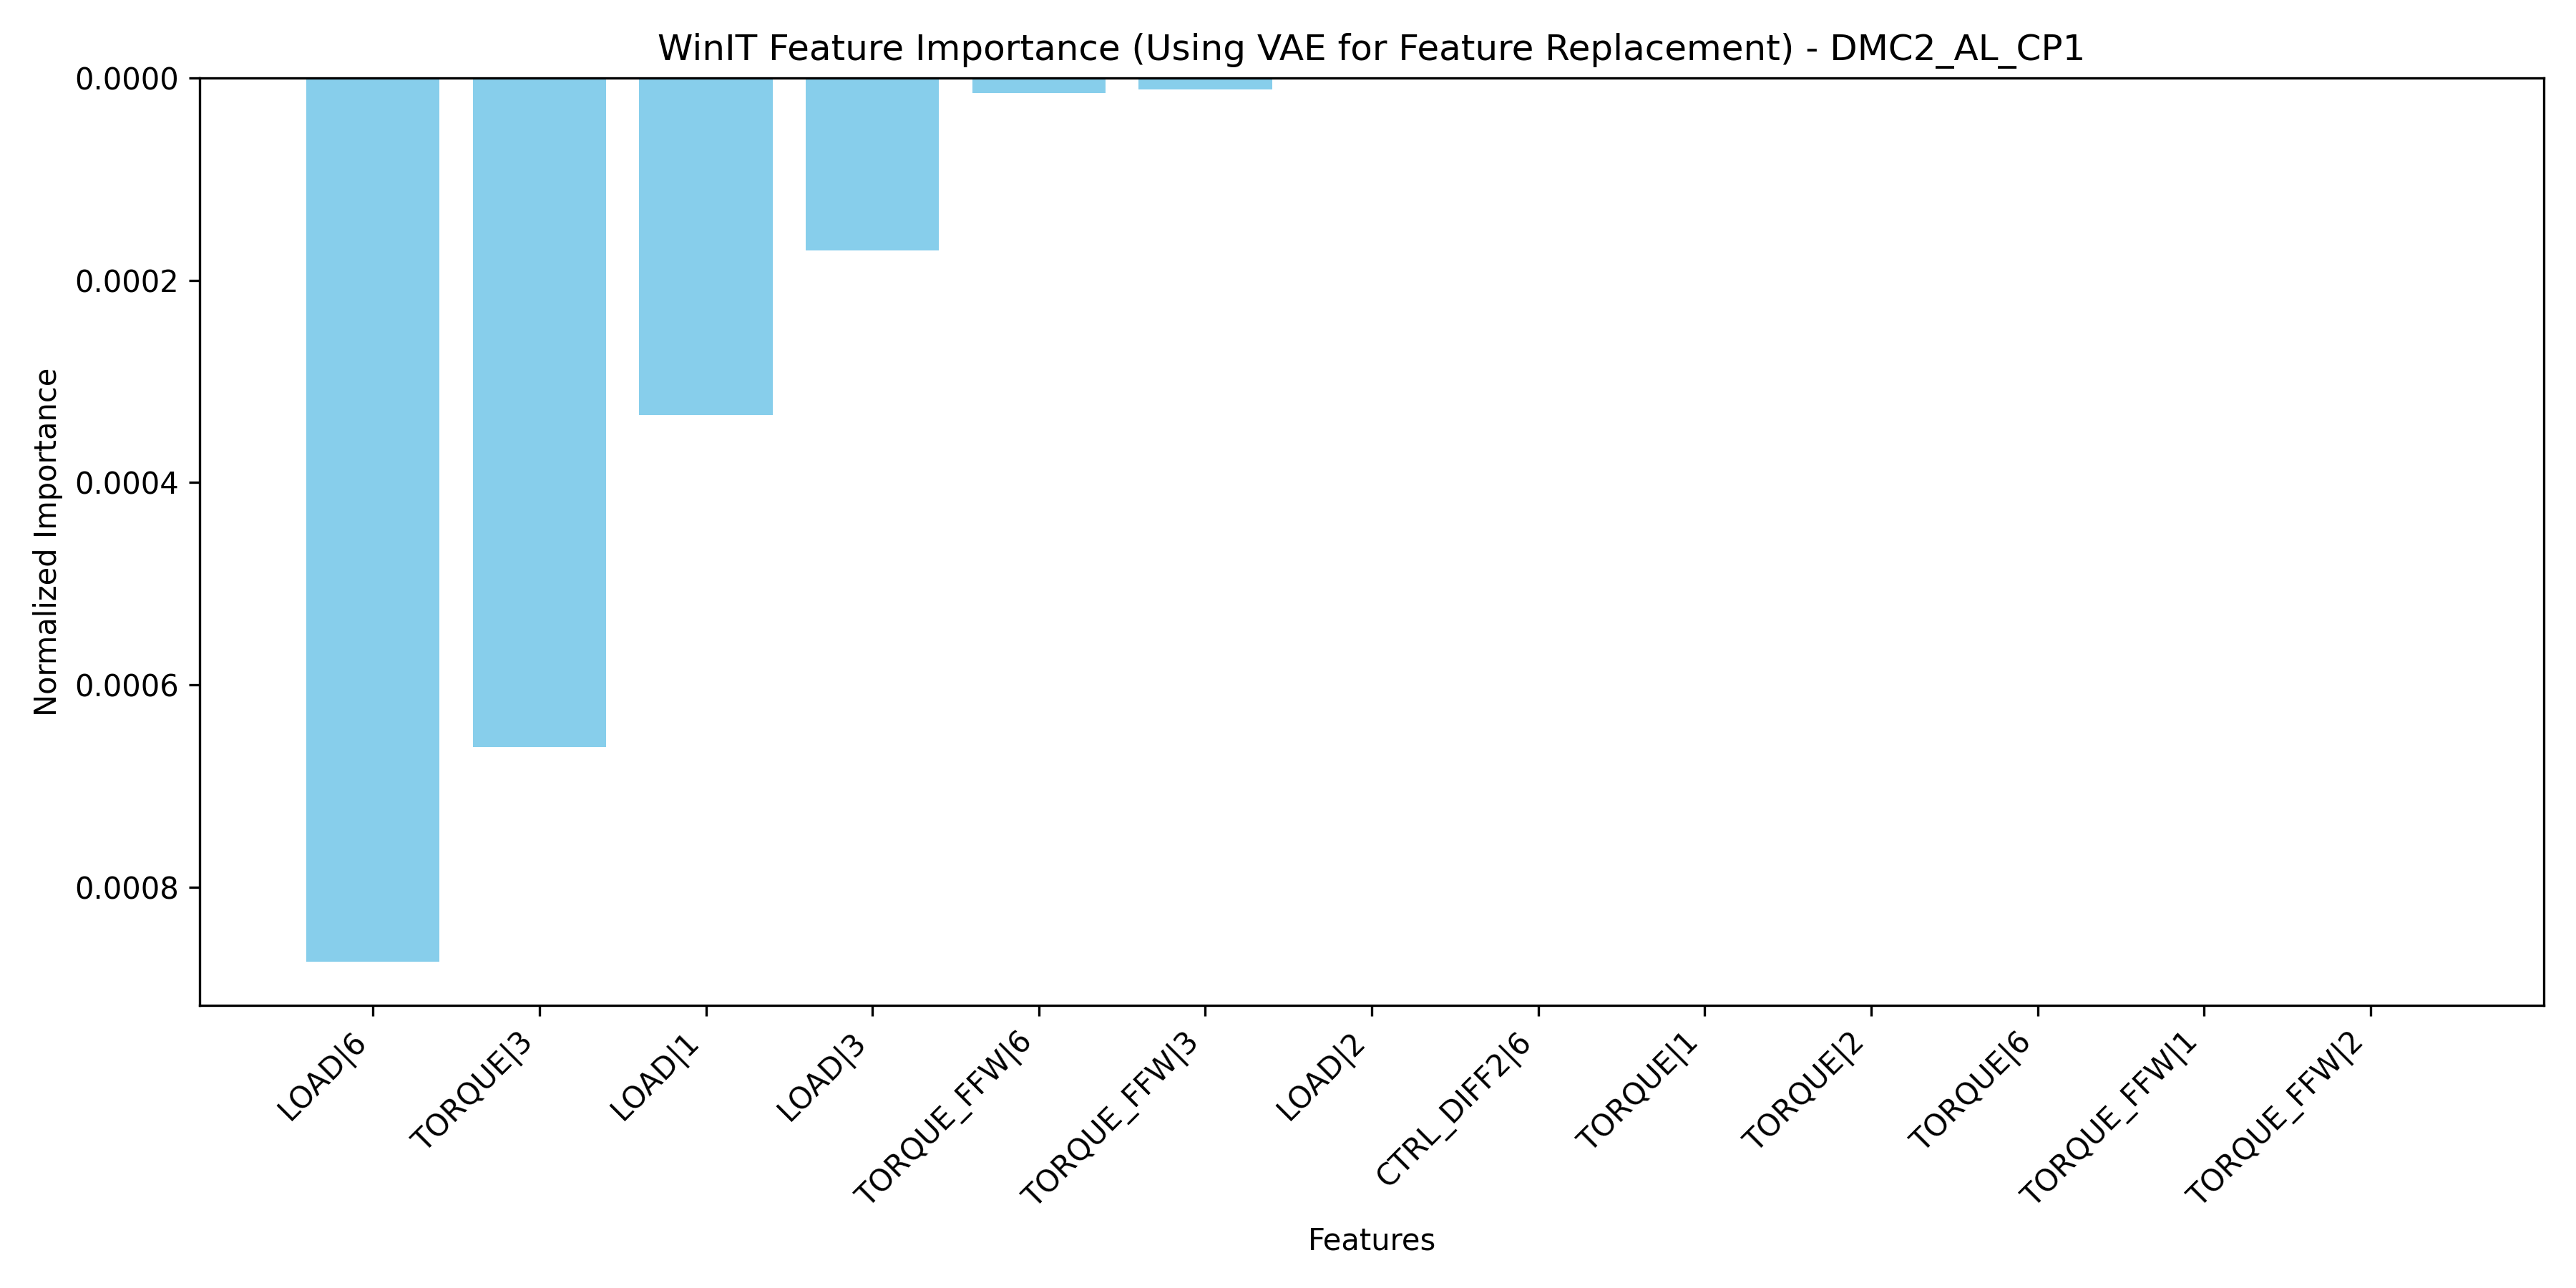 WinIT Feature Importance (Using VAE for Feature Replacement) - DMC2_AL_CP1
Normalized Importance
0.0000
0.0002
0.0004
0.0006
0.0008
LOAD|6
TORQUE|3
LOAD|1
LOAD|3
TORQUE_FFW|6
TORQUE_FFW|3
LOAD|2
CTRL_DIFF2|6
TORQUE|1
TORQUE|2
TORQUE|6
TORQUE_FFW|1
TORQUE_FFW|2
Features